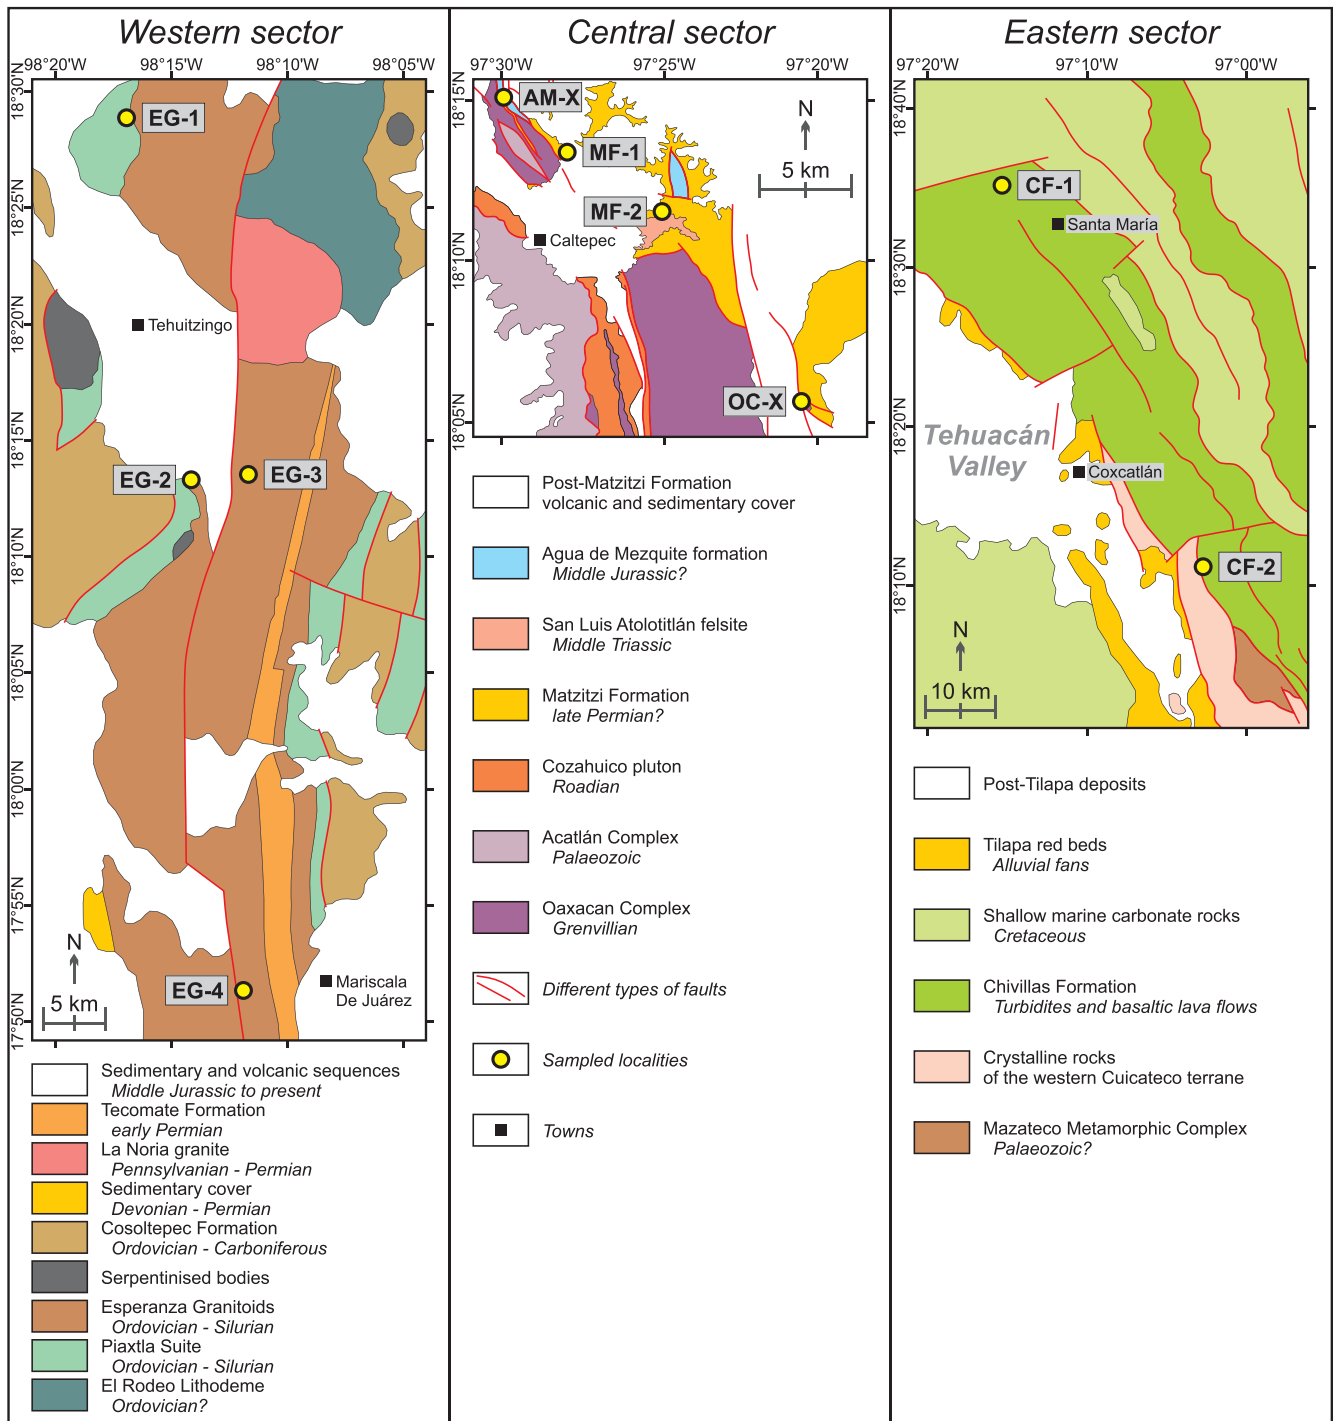 Western sector
98°20'W 98°15'W 98°10'W 98°05'W
18°30'N
18°25'N
18°20'N
18°15'N
18°10'N
18°05'N
18°00'N
17°55'N
17°50'N
EG-1
Tehuitzingo
EG-2
EG-3
N
5 km
EG-4
Mariscala
De Juárez
Sedimentary and volcanic sequences
Middle Jurassic to present
Tecomate Formation
early Permian
La Noria granite
Pennsylvanian - Permian
Sedimentary cover
Devonian - Permian
Cosoltepec Formation
Ordovician - Carboniferous
Serpentinised bodies
Esperanza Granitoids
Ordovician - Silurian
Piaxtla Suite
Ordovician - Silurian
El Rodeo Lithodeme
Ordovician?
Central sector
97°30'W 97°25'W 97°20'W
18°15'N
18°10'N
18°05'N
AM-X
N
5 km
MF-1
MF-2
Caltepec
OC-X
Post-Matzitzi Formation
volcanic and sedimentary cover
Agua de Mezquite formation
Middle Jurassic?
San Luis Atolotitlán felsite
Middle Triassic
Matzitzi Formation
late Permian?
Cozahuico pluton
Roadian
Acatlán Complex
Palaeozoic
Oaxacan Complex
Grenvillian
Different types of faults
Sampled localities
Towns
Eastern sector
97°20'W 97°10'W 97°00'W
18°40'N
18°30'N
18°20'N
18°10'N
CF-1
Santa María
Tehuacán
Valley
Coxcatlán
CF-2
N
10 km
Post-Tilapa deposits
Tilapa red beds
Alluvial fans
Shallow marine carbonate rocks
Cretaceous
Chivillas Formation
Turbidites and basaltic lava flows
Crystalline rocks
of the western Cuicateco terrane
Mazateco Metamorphic Complex
Palaeozoic?